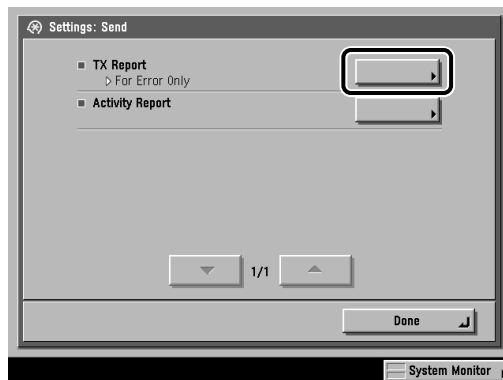 Settings: Send
TX Report
For Error Only
Activity Report
1/1
Done
System Monitor